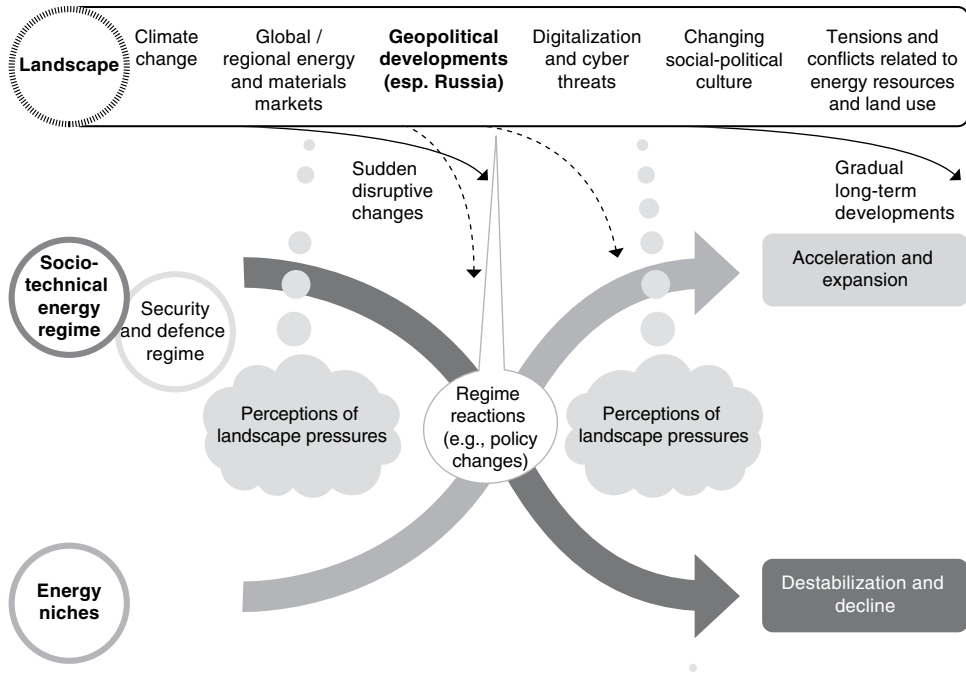 Landscape
Climate
change
Global /
regional energy
and materials
markets
Geopolitical
developments
(esp. Russia)
Digitalization
and cyber
threats
Changing
social-political
culture
Tensions and
conflicts related to
energy resources
and land use
Sudden
disruptive
changes
Gradual
long-term
developments
Socio-
technical
energy
regime
Security
and defence
regime
Acceleration and
expansion
Perceptions of
landscape pressures
Regime
reactions
(e.g., policy
changes)
Perceptions of
landscape pressures
Energy
niches
Destabilization and
decline